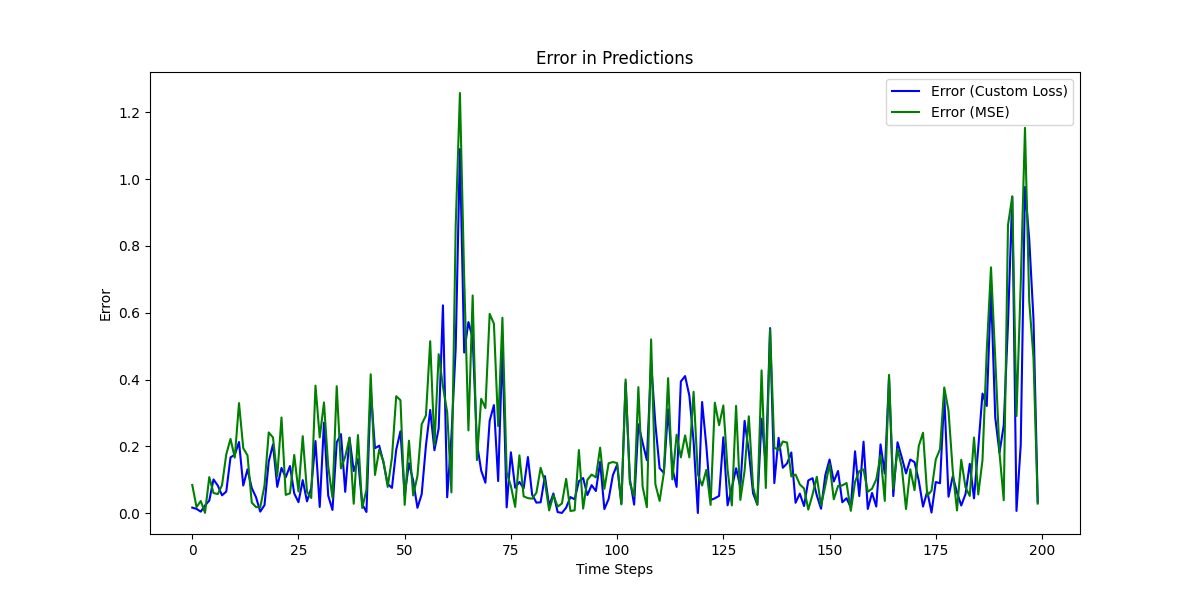 Error in Predictions
Error (Custom Loss)
Error (MSE)
1.2
1.0
0.8
0.6
0.4
0.2
0.0
Error
0 25 50 75 100 125 150 175 200
Time Steps